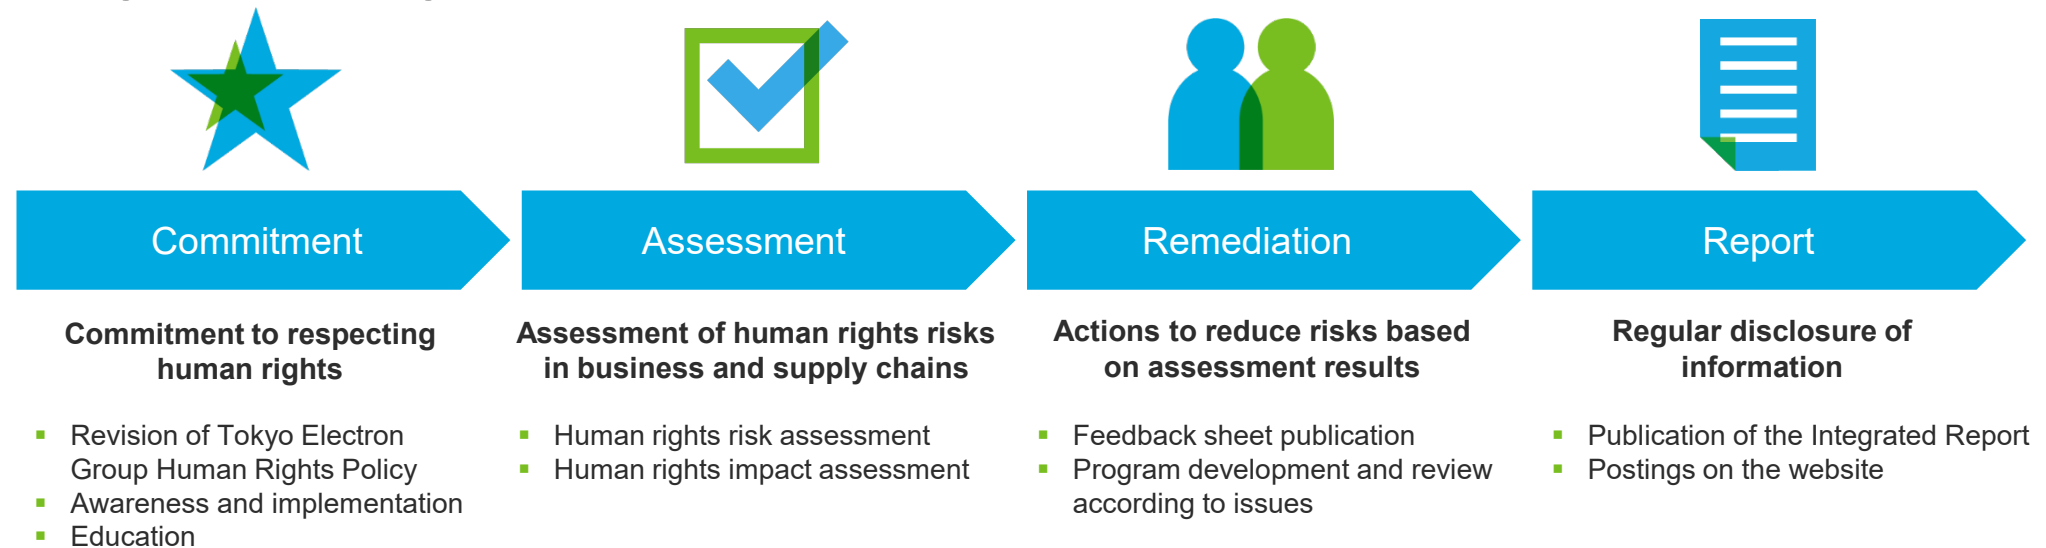 Commitment
Commitment to respecting
human rights
▪ Revision of Tokyo Electron
Group Human Rights Policy
▪ Awareness and implementation
▪ Education
Assessment
Assessment of human rights risks
in business and supply chains
▪ Human rights risk assessment
▪ Human rights impact assessment
Remediation
Actions to reduce risks based
on assessment results
▪ Feedback sheet publication
▪ Program development and review
according to issues
Report
Regular disclosure of
information
▪ Publication of the Integrated Report
▪ Postings on the website